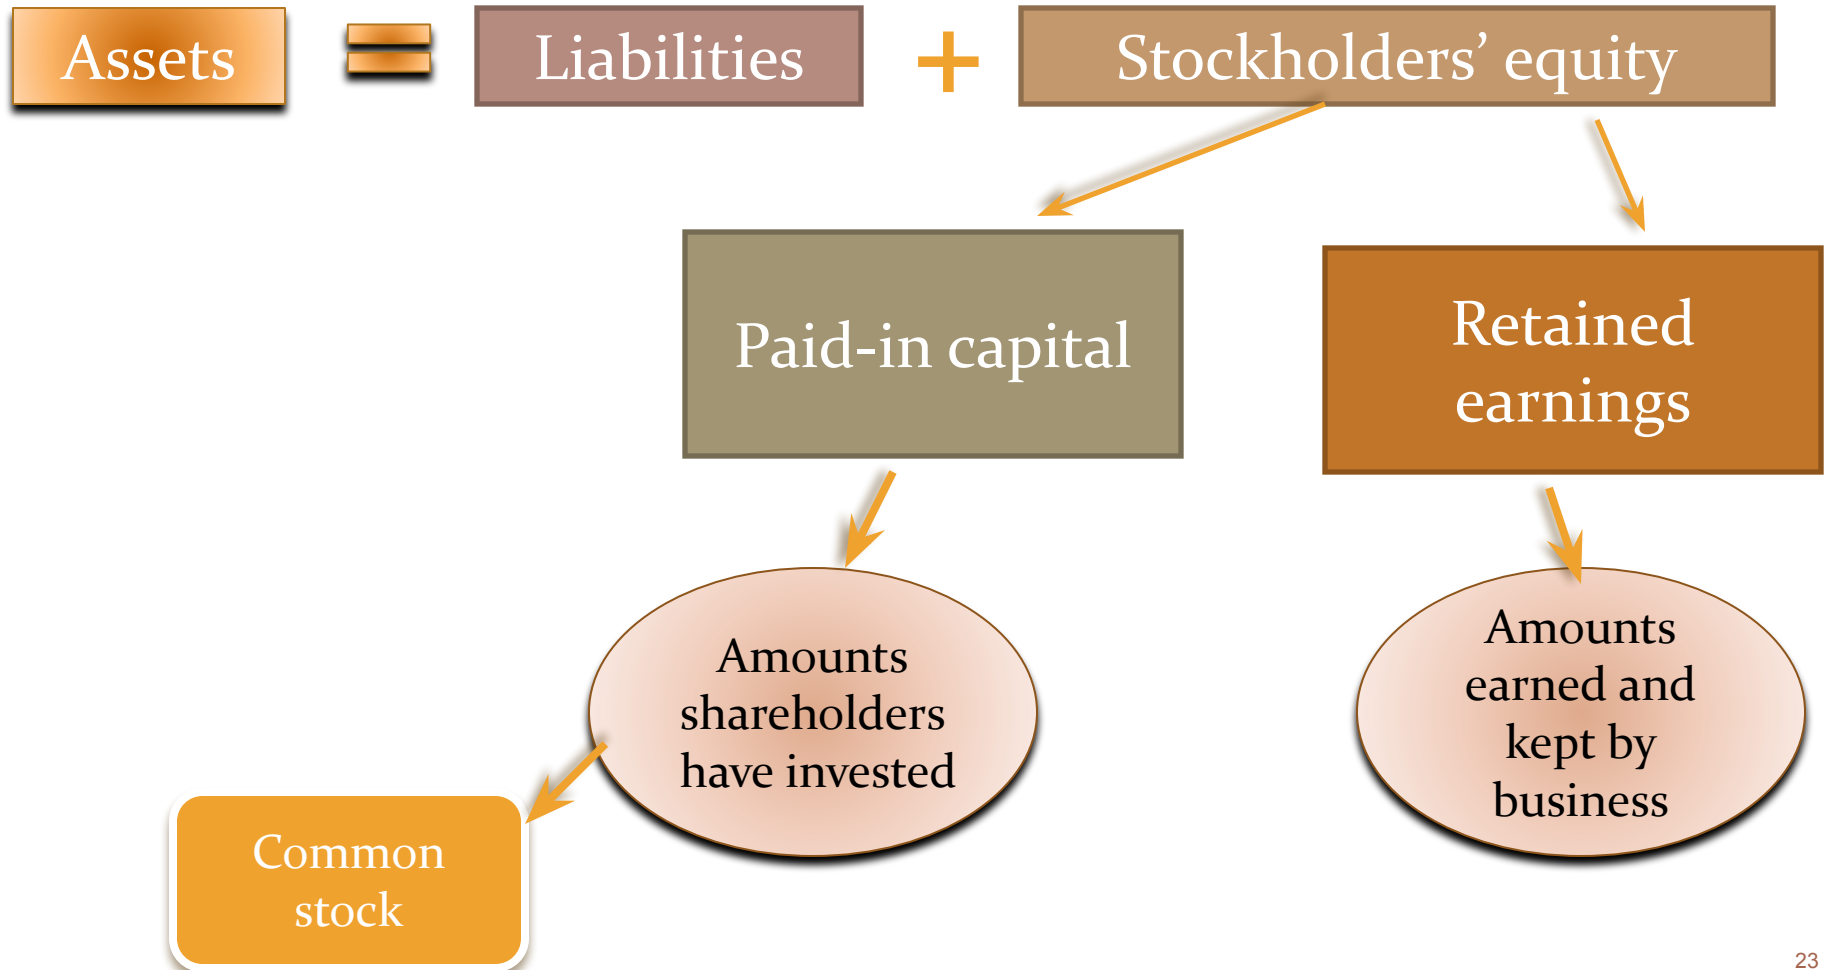 Assets = Liabilities + Stockholders’ equity
Paid-in capital
Retained
earnings
Amounts
shareholders
have invested
Amounts
earned and
kept by
business
Common
stock
23